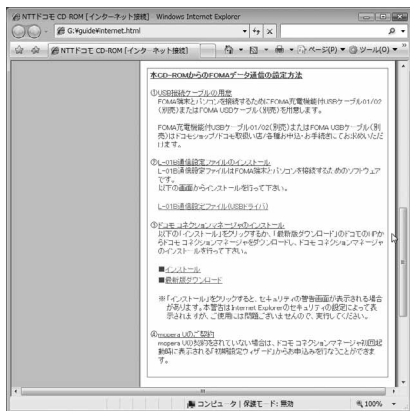 NTTドコモ CD ROM [インターネット接続] Windows Internet Explorer
G:¥guide¥internet.html
NTTドコモ CD-ROM [インターネット接続]
ページ(P)
ツール(O)
本CD-ROMからのFOMAデータ通信の設定方法
①USB接続ケーブルの用意
FOMA端末とパソコンを接続するためにFOMA充電機能付USBケーブル01/02
(別売)またはFOMA USBケーブル(別売)を用意します。
FOMA充電機能付USBケーブル01/02(別売)またはFOMA USBケーブル(別
売)はドコモショップ/ドコモ取扱い店/各種お申込・お手続きにてお求めいただ
けます。
②L-01B通信設定ファイルのインストール
L-01B通信設定ファイルはFOMA端末とパソコンを接続するためのソフトウェア
です。
以下の画面からインストールを行って下さい。
L-01B通信設定ファイル(USBドライバ)
③ドコモ コネクションマネージャのインストール
以下の「インストール」をクリックするか、「最新版ダウンロード」のドコモのHPか
らドコモ コネクションマネージャをダウンロードし、ドコモ コネクションマネージャ
のインストールを行って下さい。
■インストール
■最新版ダウンロード
※「インストール」をクリックすると、セキュリティの警告画面が表示される場合
があります。本警告はInternet Explorerのセキュリティの設定によって表
示されますが、ご使用には問題ございませんので、実行してください。
④mopera Uのご契約
mopera Uの契約をされていない場合は、ドコモ コネクションマネージャ初回起
動時に表示される「初期設定ウィザード」からお申込みを行なうことができま
す。
コンピュータ | 保護モード: 無効
100%